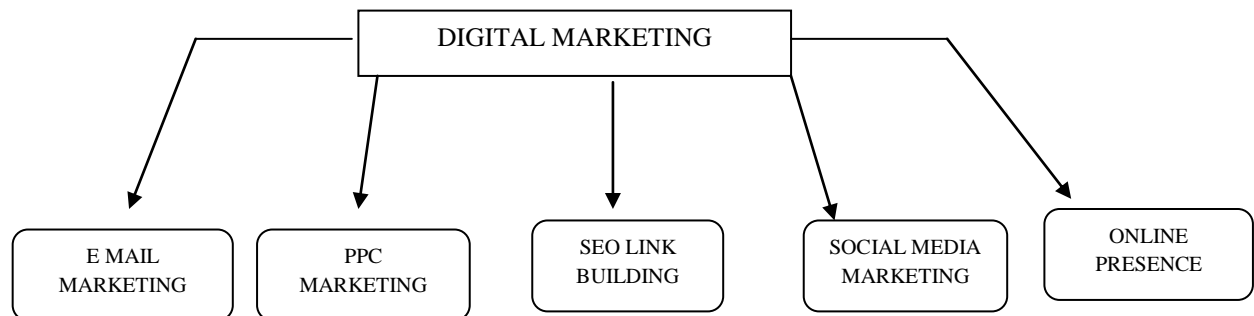 DIGITAL MARKETING
E MAIL
MARKETING
PPC
MARKETING
SEO LINK
BUILDING
SOCIAL MEDIA
MARKETING
ONLINE
PRESENCE